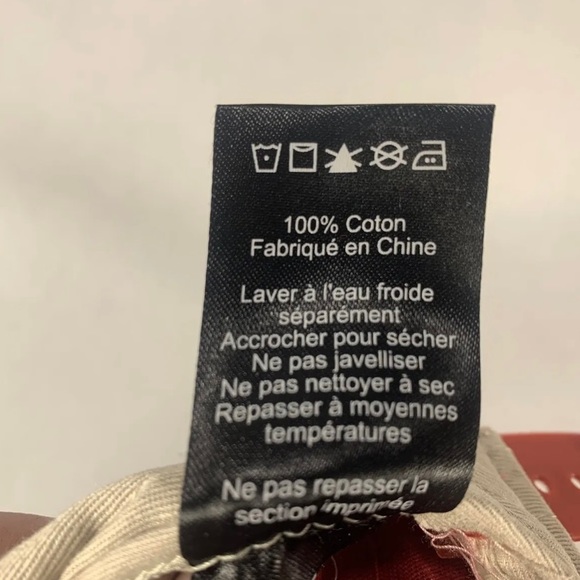 100% Coton
Fabriqué en Chine
Laver à l'eau froide
séparément
Accrocher pour sécher
Ne pas javelliser
Ne pas nettoyer à sec
Repasser à moyennes
températures
Ne pas repasser la
section imprimée